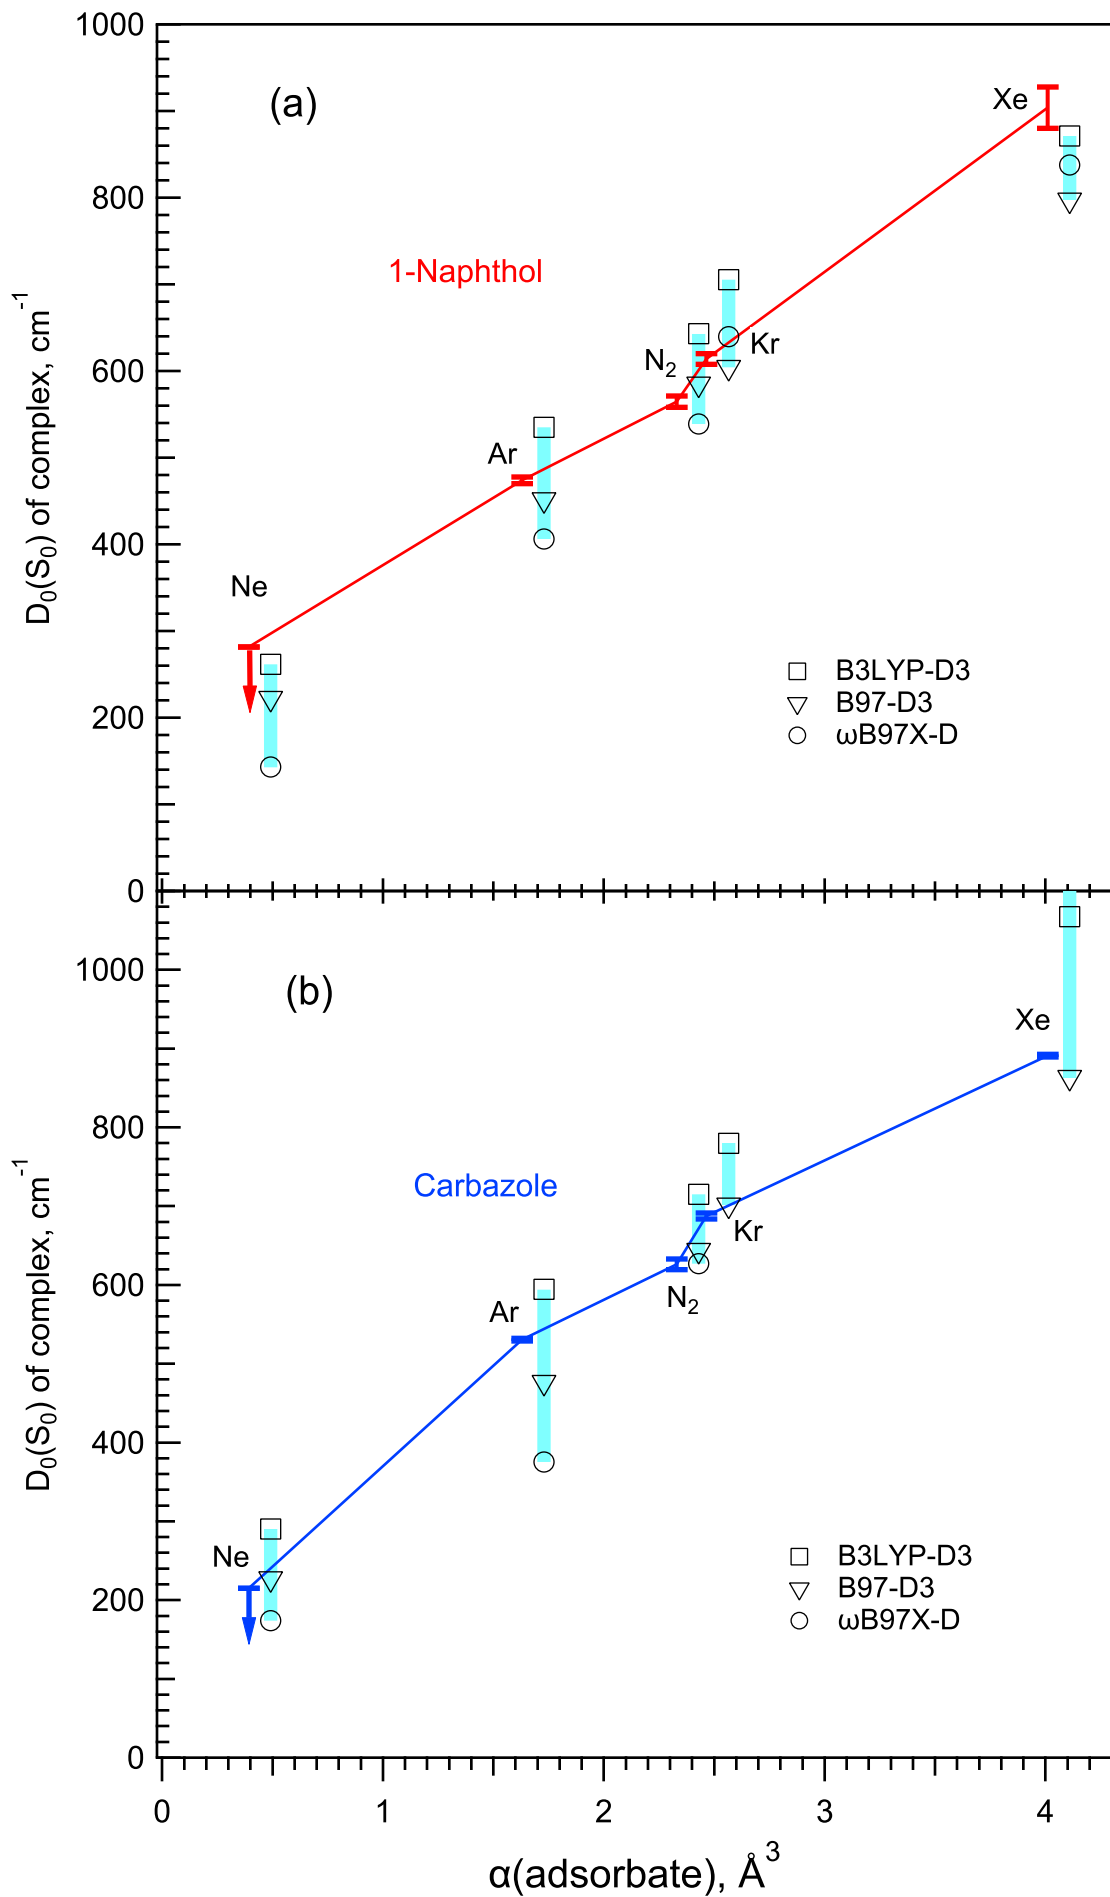 1000
(a)
Xe
800
1-Naphthol
D₀(S₀) of complex, cm⁻¹
Kr
N₂
600
Ar
400
Ne
B3LYP-D3
B97-D3
ωB97X-D
200
0
1000
(b)
Xe
800
Carbazole
D₀(S₀) of complex, cm⁻¹
Kr
N₂
600
Ar
400
Ne
B3LYP-D3
B97-D3
ωB97X-D
200
0
0 1 2 3 4
α(adsorbate), Å³